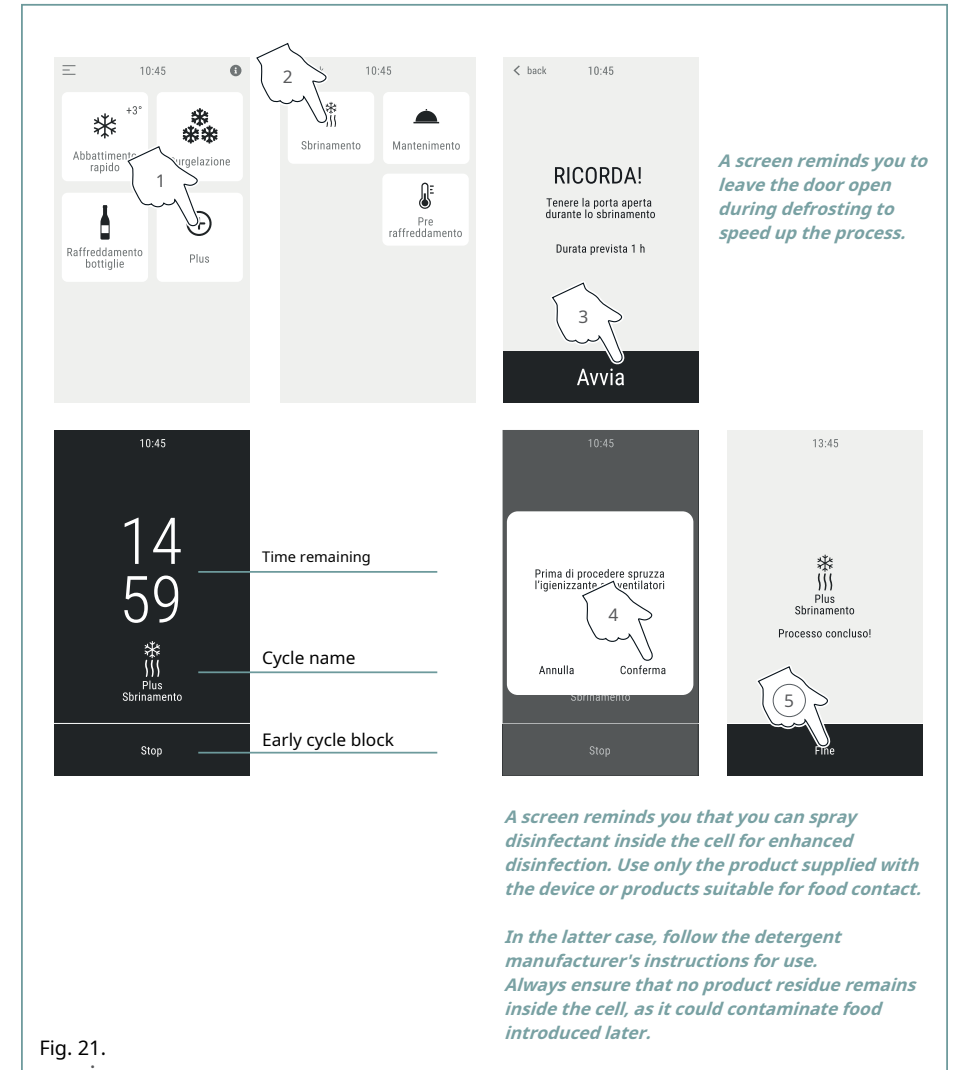 10:45
+3°
Abbattimento
rapido
urgelazione
1
Raffreddamento
bottiglie
Plus
2
10:45
Sbrinamento
Mantenimento
Pre
raffreddamento
back
10:45
RICORDA!
Tenere la porta aperta
durante lo sbrinamento
Durata prevista 1 h
3
Avvia
A screen reminds you to
leave the door open
during defrosting to
speed up the process.
10:45
14
59
Plus
Sbrinamento
Stop
Time remaining
Cycle name
Early cycle block
10:45
Prima di procedere spruzza
l'igienizzante ventilatori
4
Annulla
Conferma
Sbrinamento
Stop
13:45
Plus
Sbrinamento
Processo concluso!
5
Fine
A screen reminds you that you can spray
disinfectant inside the cell for enhanced
disinfection. Use only the product supplied with
the device or products suitable for food contact.
In the latter case, follow the detergent
manufacturer's instructions for use.
Always ensure that no product residue remains
inside the cell, as it could contaminate food
introduced later.
Fig. 21.